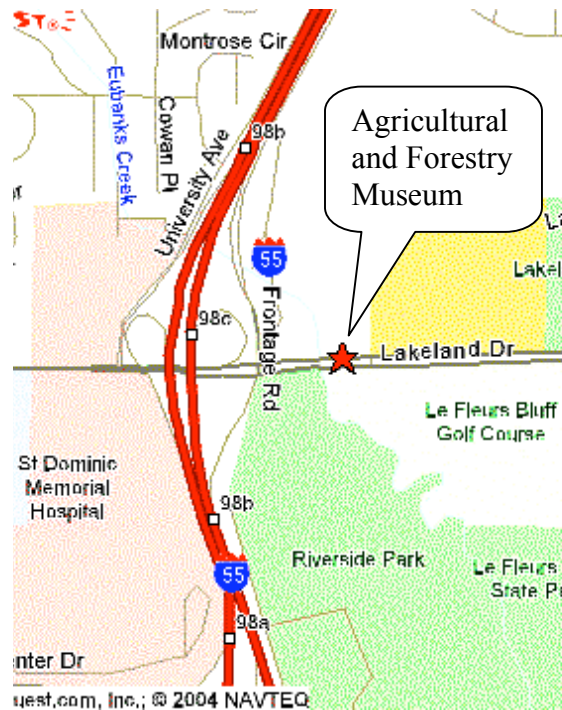 ST®
Montrose Cir
Eubanks Creek
Cowan Pl
98b
University Ave
Agricultural
and Forestry
Museum
55
Frontage Rd
98c
Lakeland Dr
Le Fleurs Bluff
Golf Course
St Dominic
Memorial
Hospital
98b
Riverside Park
Le Fleurs
State
55
98a
enter Dr
uest.com, Inc.; © 2004 NAVTEQ